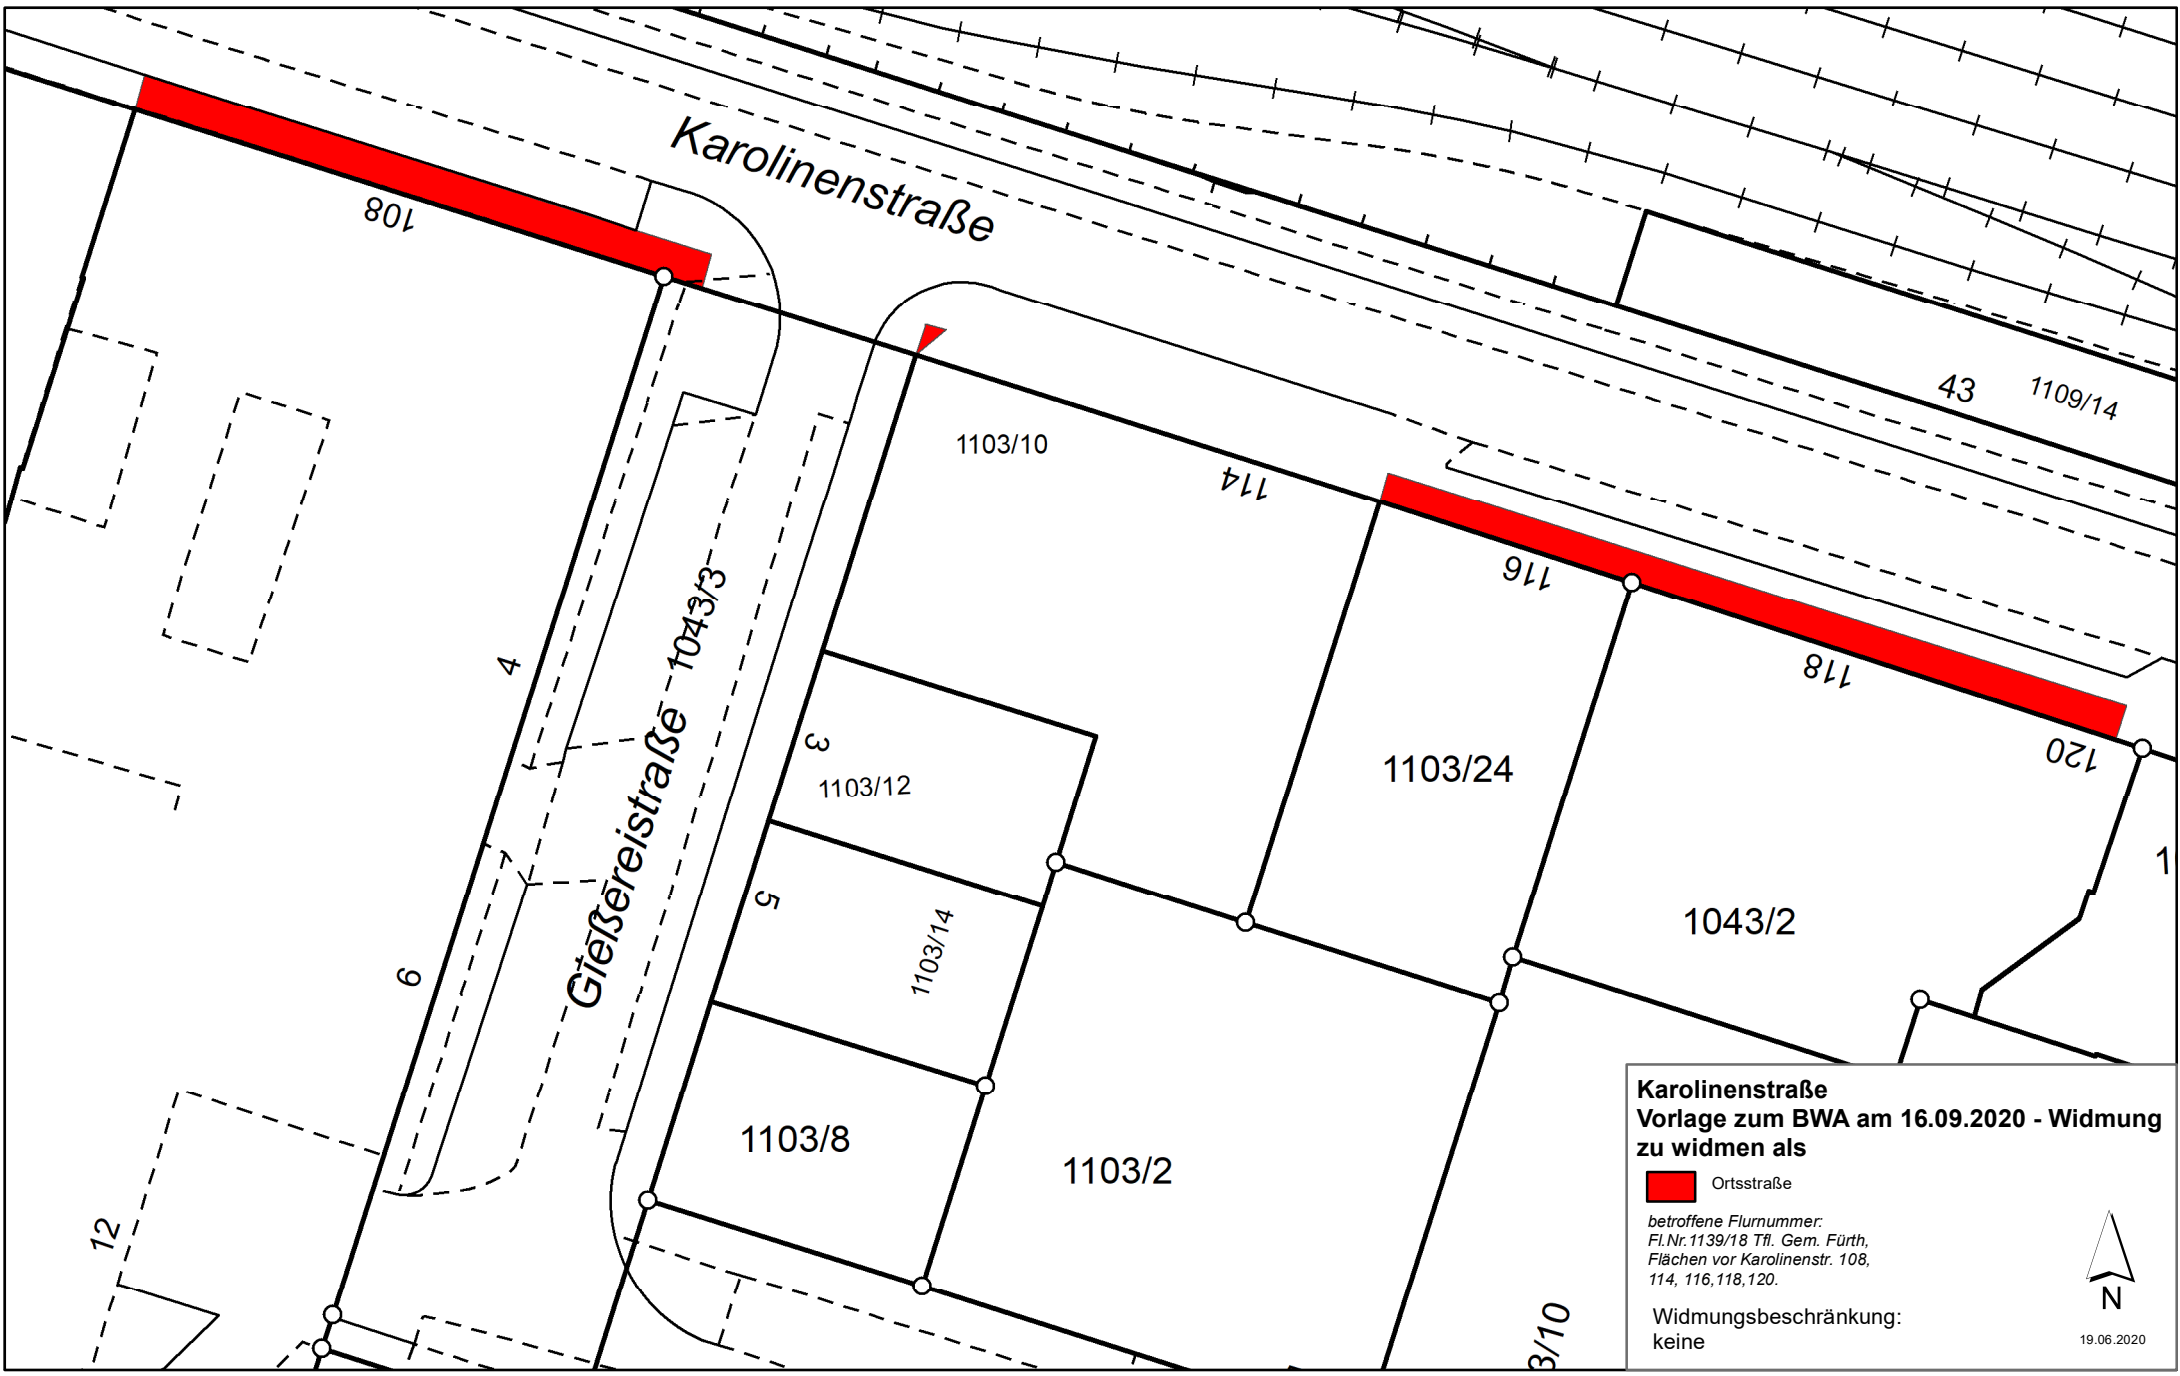 Karolinenstraße
108
43
1109/14
1103/10
114
116
118
120
1043/3
4
Gießereistraße
3
1103/12
1103/24
5
1103/14
1043/2
6
1103/8
1103/2
12
3/10
Karolinenstraße
Vorlage zum BWA am 16.09.2020 - Widmung
zu widmen als
Ortsstraße
betroffene Flurnummer:
Fl.Nr.1139/18 Tfl. Gem. Fürth,
Flächen vor Karolinenstr. 108,
114, 116,118,120.
Widmungsbeschränkung:
keine
N
19.06.2020